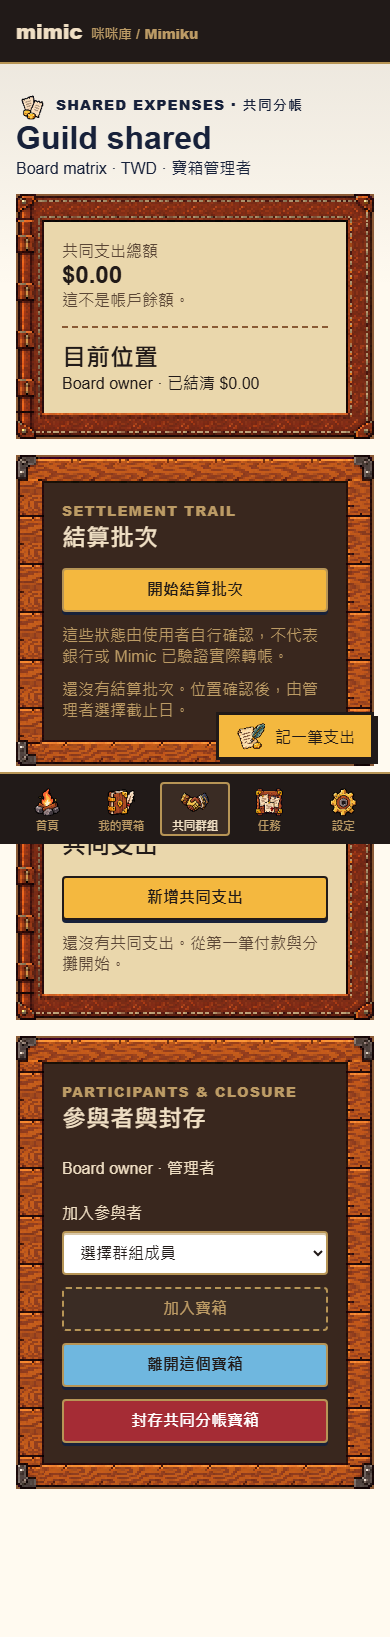 mimic 咪咪庫 / Mimiku
SHARED EXPENSES · 共同分帳
Guild shared
Board matrix · TWD · 寶箱管理者
共同支出總額
$0.00
這不是帳戶餘額。
目前位置
Board owner · 已結清 $0.00
SETTLEMENT TRAIL
結算批次
開始結算批次
這些狀態由使用者自行確認，不代表
銀行或 Mimic 已驗證實際轉帳。
還沒有結算批次。位置確認後，由管
理者選擇截止日。
記一筆支出
首頁
我的寶箱
共同群組
任務
設定
共同支出
新增共同支出
還沒有共同支出。從第一筆付款與分
攤開始。
PARTICIPANTS & CLOSURE
參與者與封存
Board owner · 管理者
加入參與者
選擇群組成員
加入寶箱
離開這個寶箱
封存共同分帳寶箱